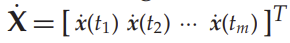 Ẋ = [ ẋ(t₁) ẋ(t₂) ⋯ ẋ(tₘ) ]ᵀ